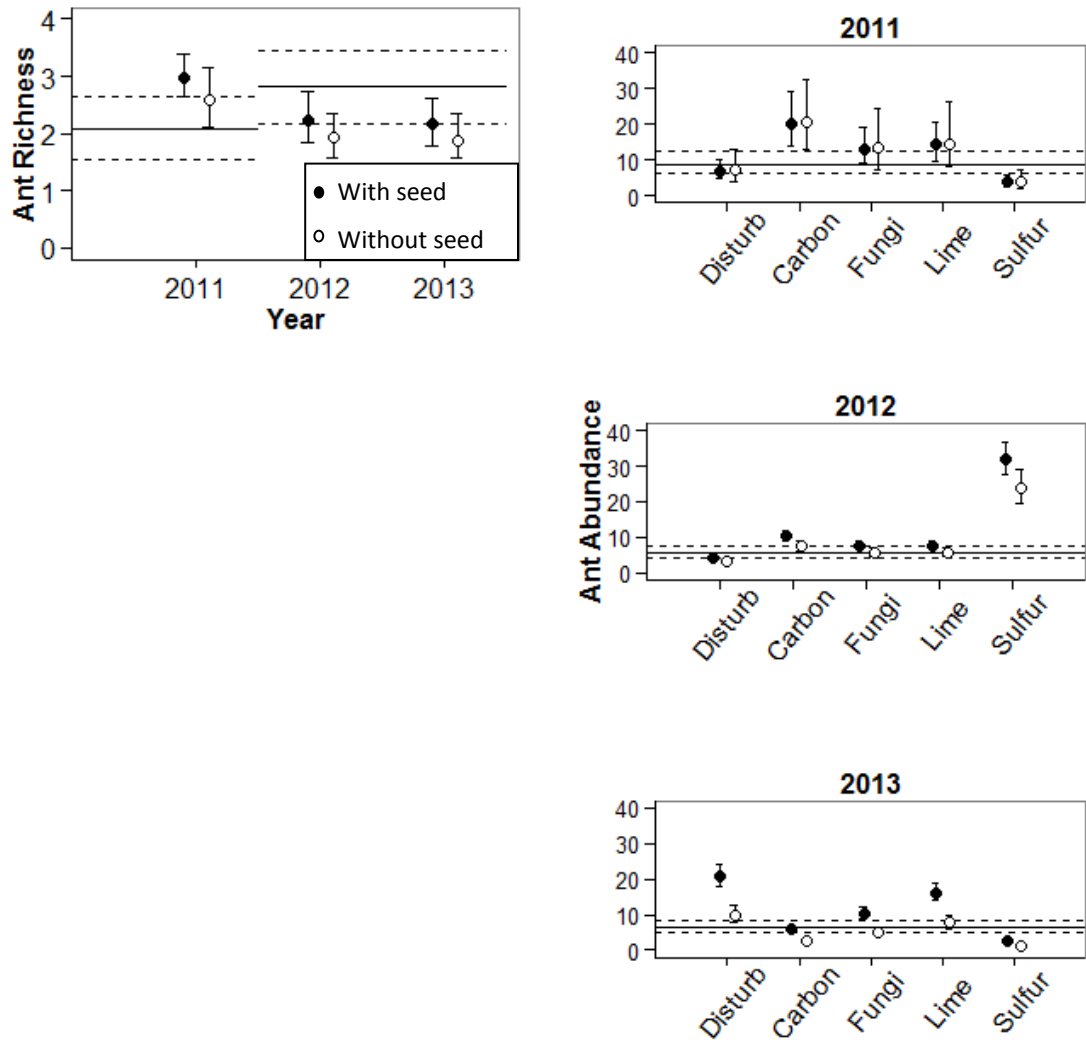 4
3
2
1
0
Ant Richness
2011 2012 2013
Year
With seed
Without seed
2011
40
30
20
10
0
Disturb Carbon Fungi Lime Sulfur
Ant Abundance
2012
40
30
20
10
0
Disturb Carbon Fungi Lime Sulfur
2013
40
30
20
10
0
Disturb Carbon Fungi Lime Sulfur